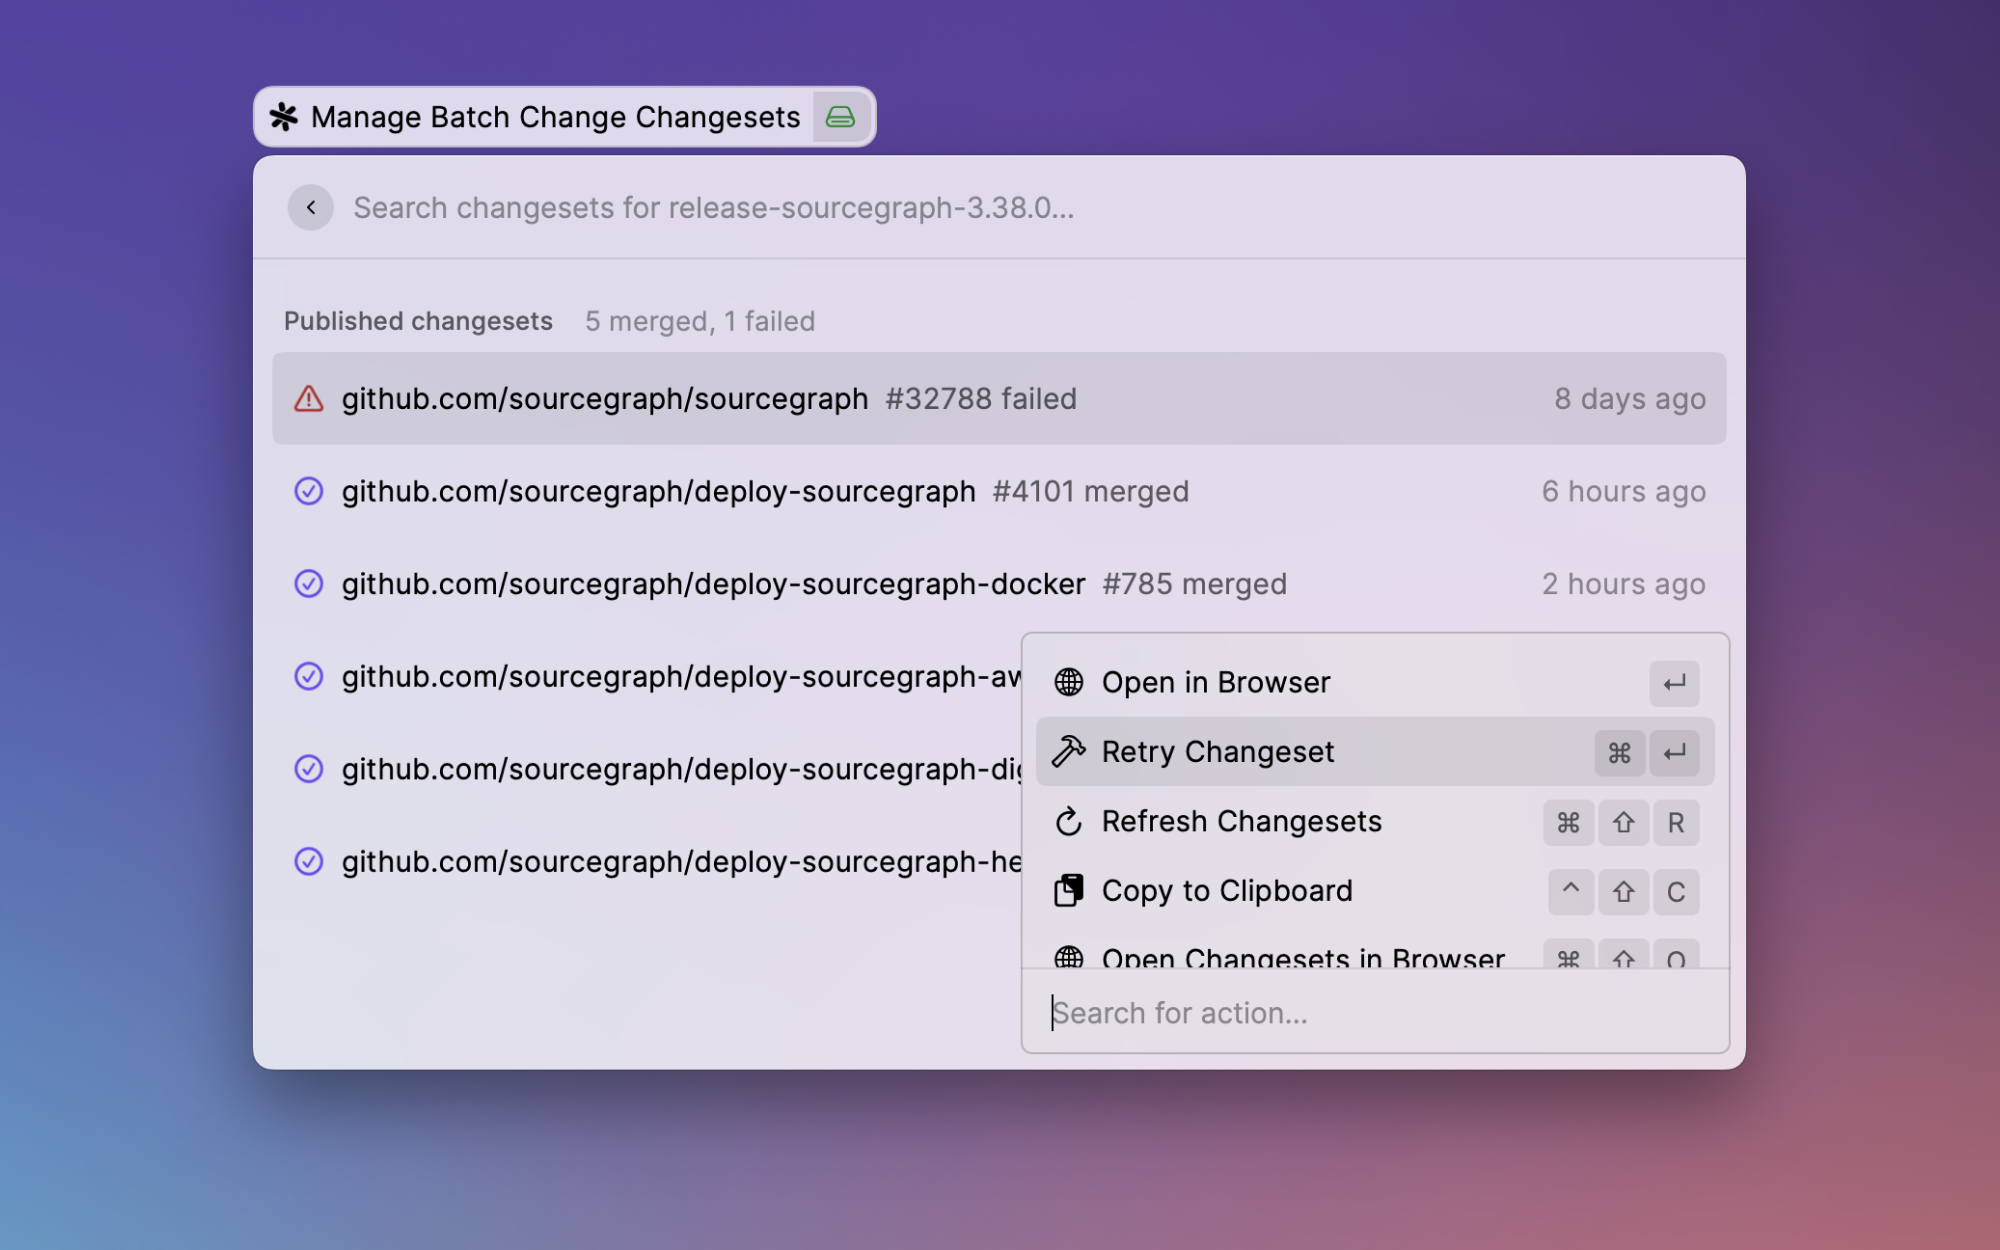 Manage Batch Change Changesets
Search changesets for release-sourcegraph-3.38.0...
Published changesets 5 merged, 1 failed
github.com/sourcegraph/sourcegraph #32788 failed 8 days ago
github.com/sourcegraph/deploy-sourcegraph #4101 merged 6 hours ago
github.com/sourcegraph/deploy-sourcegraph-docker #785 merged 2 hours ago
github.com/sourcegraph/deploy-sourcegraph-aw
github.com/sourcegraph/deploy-sourcegraph-dig
github.com/sourcegraph/deploy-sourcegraph-he
Open in Browser ↵
Retry Changeset ⌘ ↵
Refresh Changesets ⌘ ⇧ R
Copy to Clipboard ^ ⇧ C
Open Changesets in Browser ⌘ ⇧ O
Search for action...